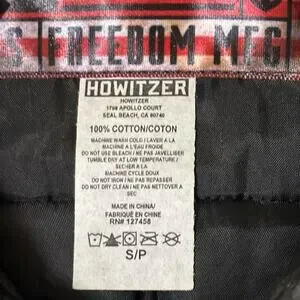 S FREEDOM MFG
HOWITZER
HOWITZER
1798 APOLLO COURT
SEAL BEACH, CA 90740
100% COTTON/COTON
MACHINE WASH COLD / LAVER A LA
MACHINE A L'EAU FROIDE
DO NOT USE BLEACH / NE PAS JAVELLISER
TUMBLE DRY AT LOW TEMPERATURE /
SECHER A LA
MACHINE CYCLE DOUX
DO NOT IRON / NE PAS REPASSER
DO NOT DRY CLEAN / NE PAS NETTOYER A
SEC
MADE IN CHINA/
FABRIQUÉ EN CHINE
RN# 127458
S/P